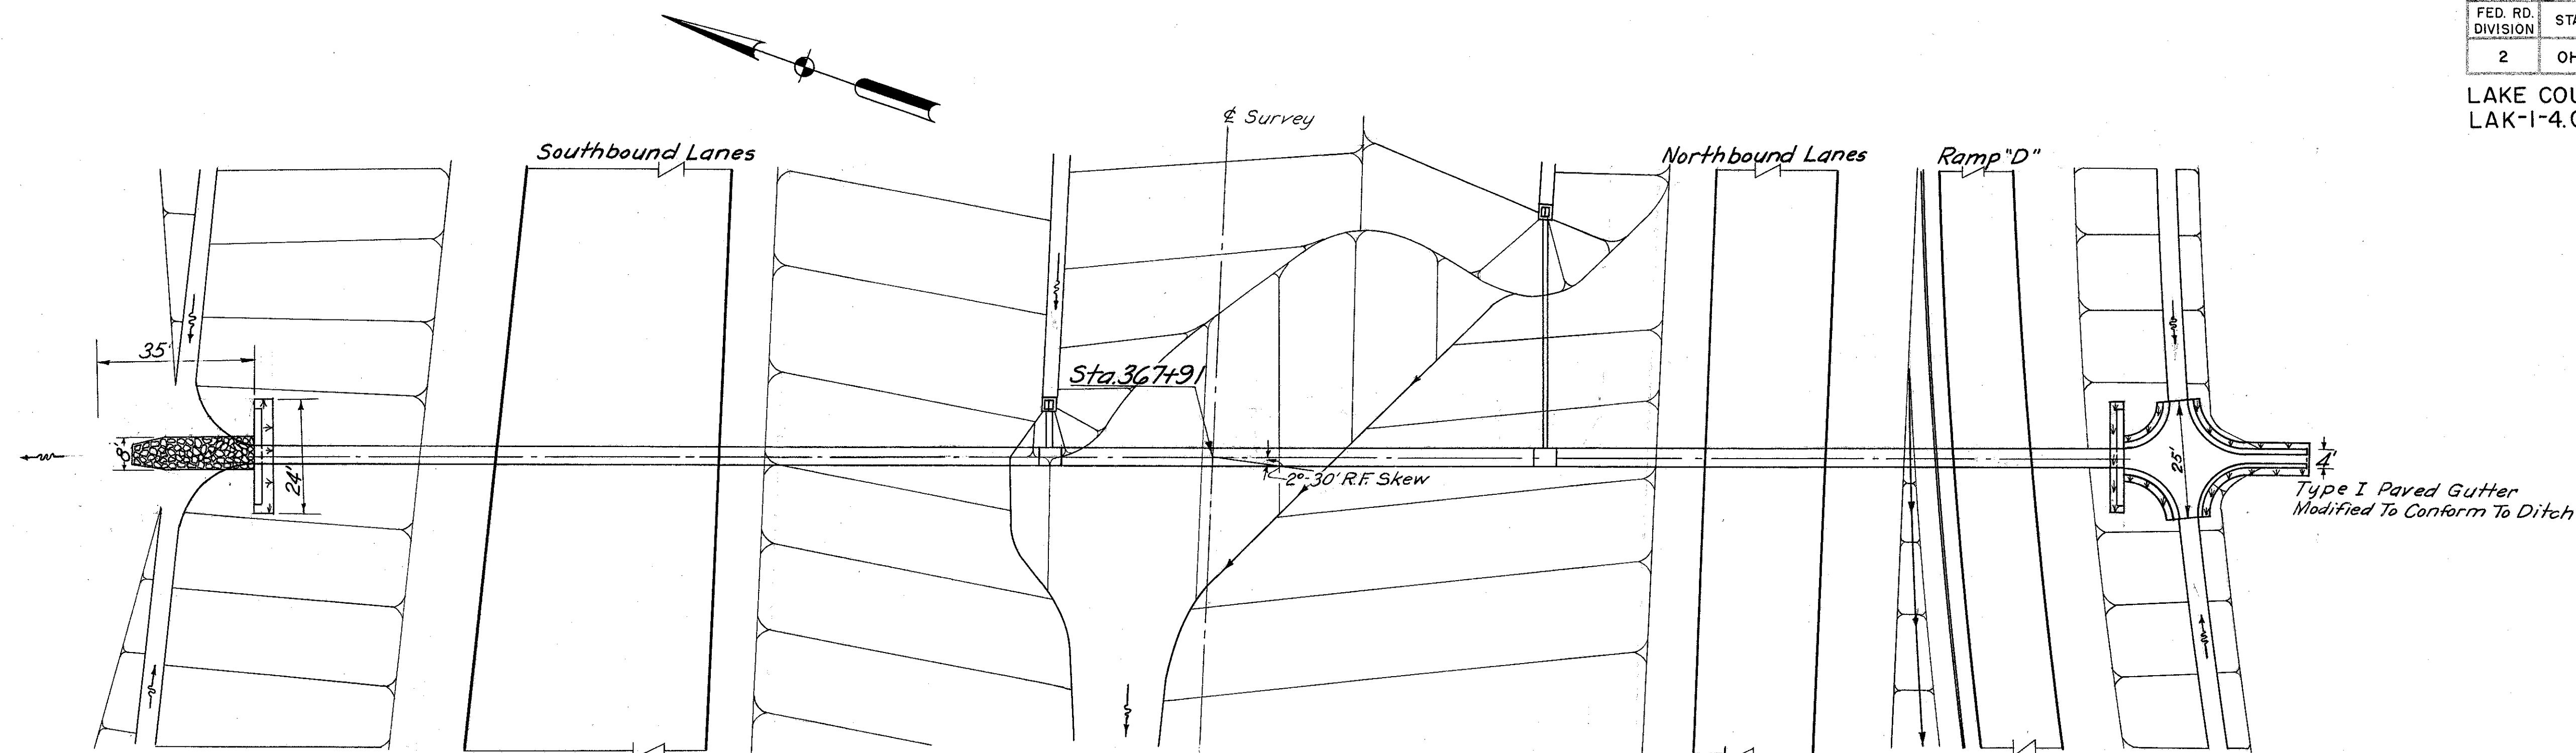 FED. RD. DIVISION
2
LAKE
LAK-1-4.
℄ Survey
Southbound Lanes
Northbound Lanes
Ramp "D"
35'
Sta. 367+91
8'
24'
2°-30' R.F. Skew
25'
4'
Type I Paved Gutter
Modified To Conform To Ditch